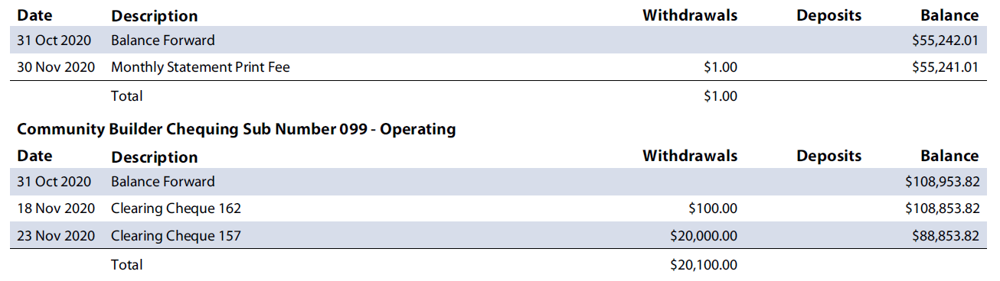 Date Description Withdrawals Deposits Balance
31 Oct 2020 Balance Forward $55,242.01
30 Nov 2020 Monthly Statement Print Fee $1.00 $55,241.01
Total $1.00
Community Builder Chequing Sub Number 099 - Operating
Date Description Withdrawals Deposits Balance
31 Oct 2020 Balance Forward $108,953.82
18 Nov 2020 Clearing Cheque 162 $100.00 $108,853.82
23 Nov 2020 Clearing Cheque 157 $20,000.00 $88,853.82
Total $20,100.00